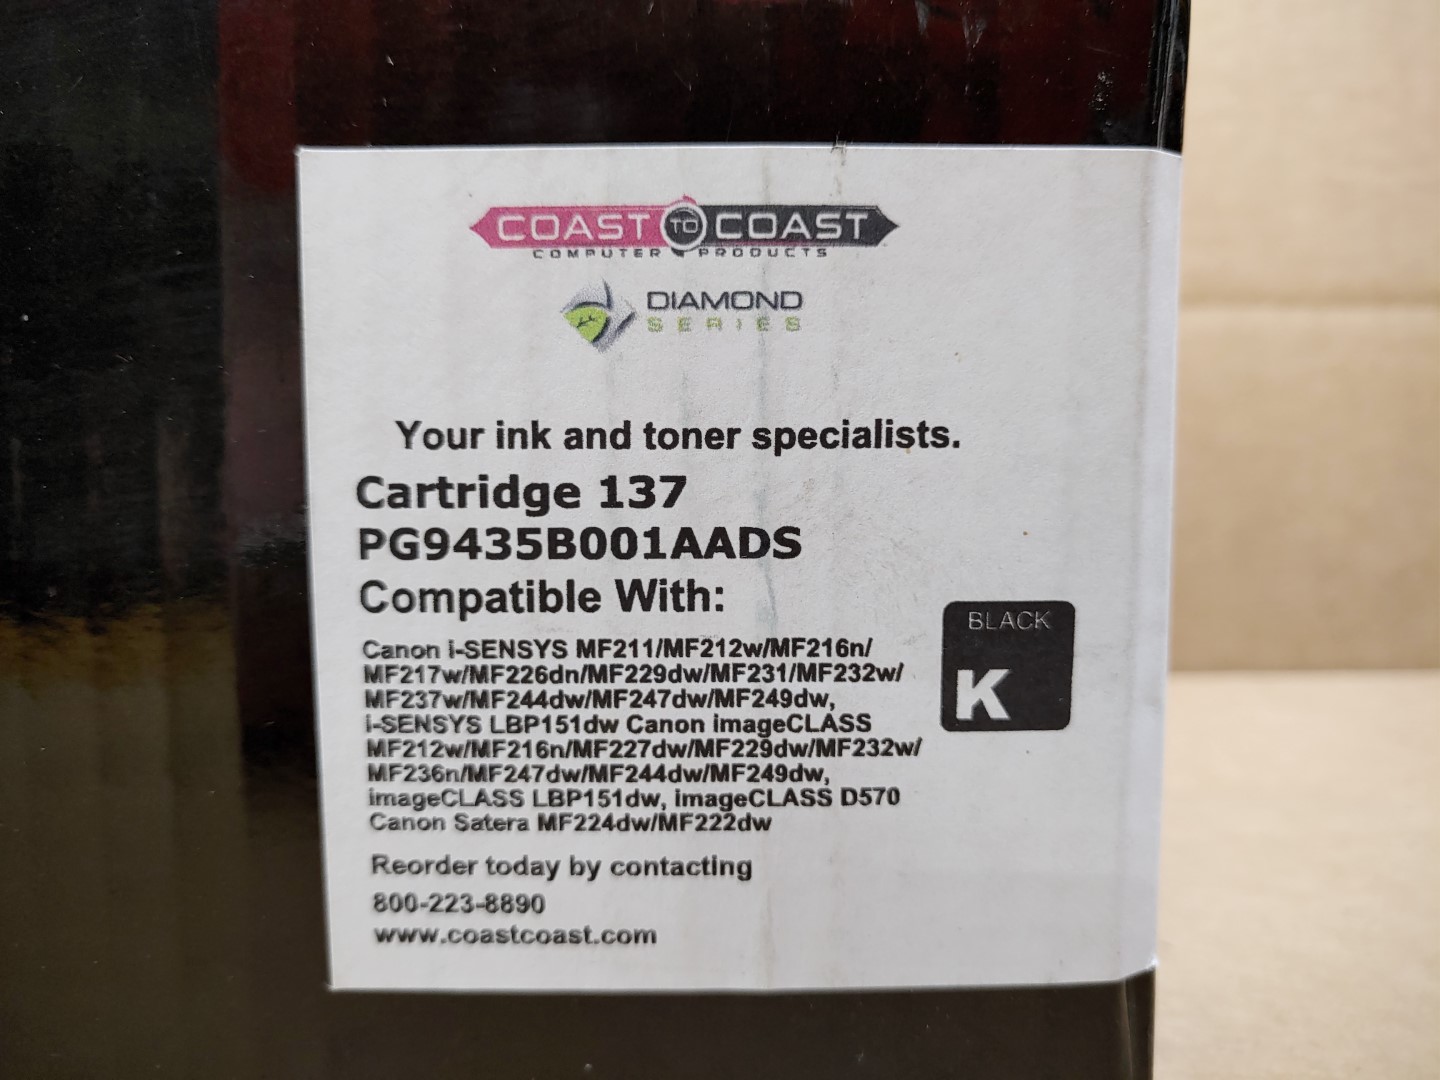 COAST TO COAST
COMPUTER PRODUCTS
DIAMOND
SERIES
Your ink and toner specialists.
Cartridge 137
PG9435B001AADS
Compatible With:
Canon i-SENSYS MF211/MF212w/MF216n/
MF217w/MF226dn/MF229dw/MF231/MF232w/
MF237w/MF244dw/MF247dw/MF249dw,
i-SENSYS LBP151dw Canon imageCLASS
MF212w/MF216n/MF227dw/MF229dw/MF232w/
MF236n/MF247dw/MF244dw/MF249dw,
imageCLASS LBP151dw, imageCLASS D570
Canon Satera MF224dw/MF222dw
BLACK
K
Reorder today by contacting
800-223-8890
www.coastcoast.com